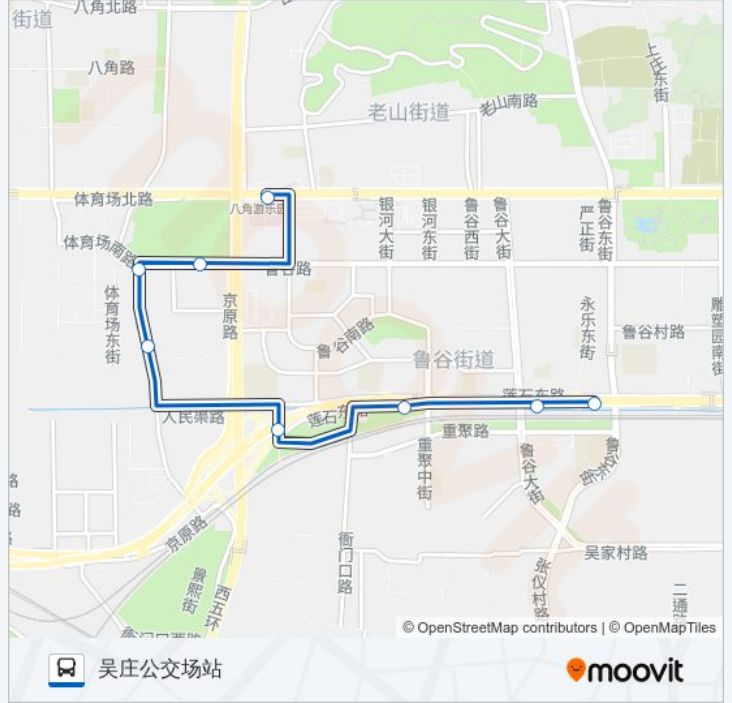 八角北路
街道
八角路
上庄东街
老山街道
老山南路
体育场北路
八角游乐园
银河大街
银河东街
鲁谷西街
鲁谷大街
严正街
鲁谷东街
体育场南路
鲁谷路
体育场东街
京原路
永乐东街
雕塑园南街
鲁谷南路
鲁谷村路
鲁谷街道
莲石东路
人民渠路
莲石东路
重聚路
重聚中街
鲁谷大街
鲁谷东街
路
路
京原路
衙门口路
吴家村路
张仪村路
景熙街
西五环
二通路
衙门口西路
© OpenStreetMap contributors | © OpenMapTiles
吴庄公交场站
moovit